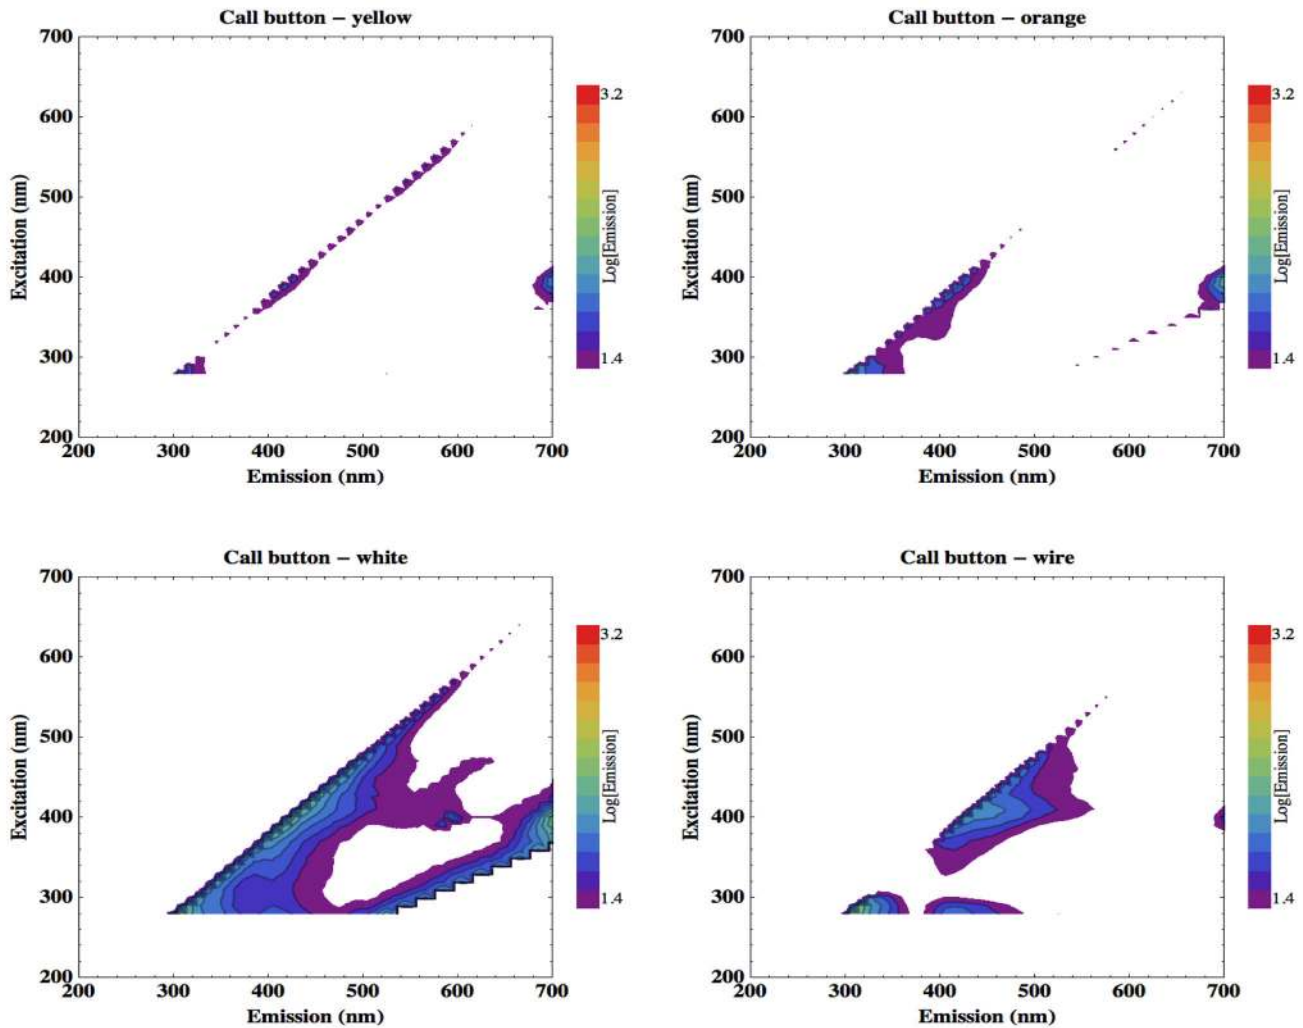 Call button – yellow
700
600
500
400
300
200
200 300 400 500 600 700
Excitation (nm)
Emission (nm)
3.2
Log[Emission]
1.4
Call button – orange
700
600
500
400
300
200
200 300 400 500 600 700
Excitation (nm)
Emission (nm)
3.2
Log[Emission]
1.4
Call button – white
700
600
500
400
300
200
200 300 400 500 600 700
Excitation (nm)
Emission (nm)
3.2
Log[Emission]
1.4
Call button – wire
700
600
500
400
300
200
200 300 400 500 600 700
Excitation (nm)
Emission (nm)
3.2
Log[Emission]
1.4